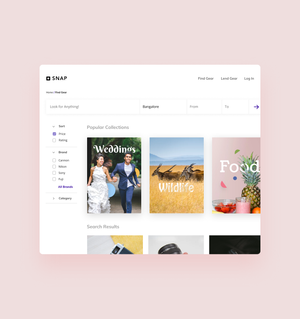 SNAP
Find Gear
Lend Gear
Log In
Home / Find Gear
Look for Anything!
Bangalore
From
To
Sort
Price
Rating
Brand
Canon
Nikon
Sony
Fuji
All Brands
Category
Popular Collections
Weddings
Wildlife
Food
Search Results